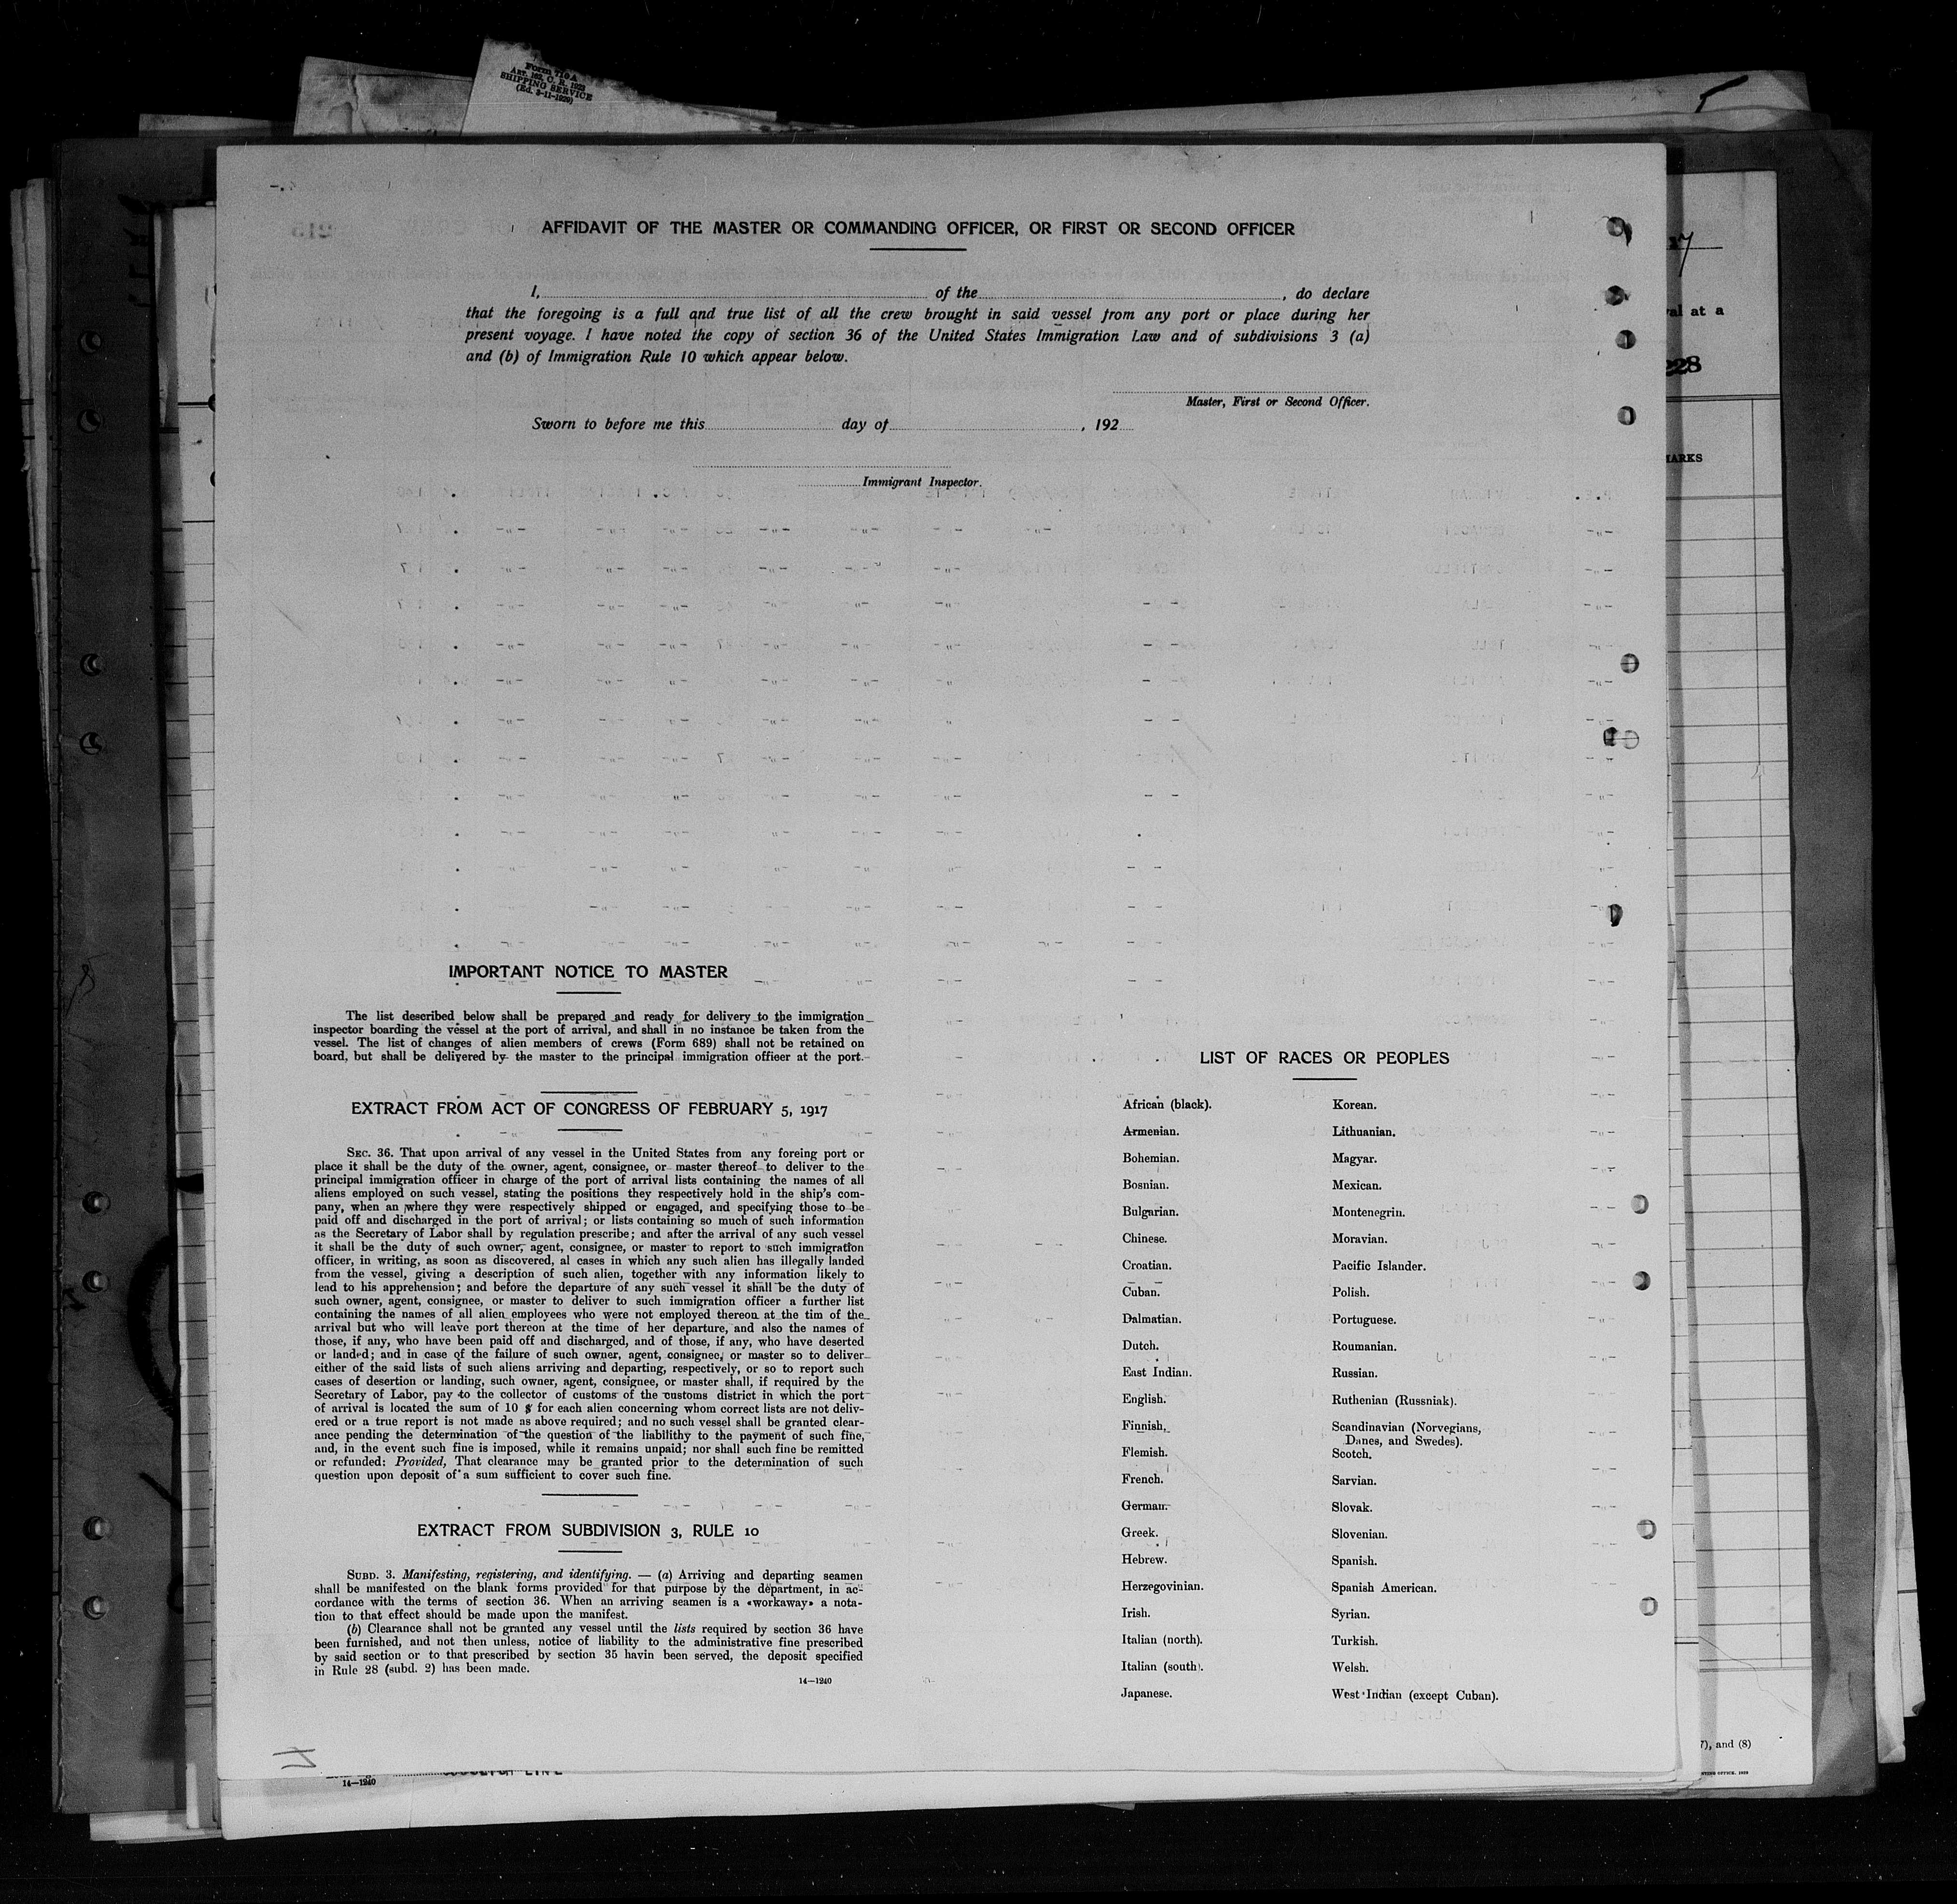 Form 710 A
ART. 162, C. R. 1923
SHIPPING SERVICE
(Ed. 3-11-1929)
AFFIDAVIT OF THE MASTER OR COMMANDING OFFICER, OR FIRST OR SECOND OFFICER
I, of the , do declare
that the foregoing is a full and true list of all the crew brought in said vessel from any port or place during her
present voyage. I have noted the copy of section 36 of the United States Immigration Law and of subdivisions 3 (a)
and (b) of Immigration Rule 10 which appear below.
Master, First or Second Officer.
Sworn to before me this day of , 192
Immigrant Inspector.
IMPORTANT NOTICE TO MASTER
The list described below shall be prepared and ready for delivery to the immigration
inspector boarding the vessel at the port of arrival, and shall in no instance be taken from the
vessel. The list of changes of alien members of crews (Form 689) shall not be retained on
board, but shall be delivered by the master to the principal immigration officer at the port.
EXTRACT FROM ACT OF CONGRESS OF FEBRUARY 5, 1917
SEC. 36. That upon arrival of any vessel in the United States from any foreing port or
place it shall be the duty of the owner, agent, consignee, or master thereof to deliver to the
principal immigration officer in charge of the port of arrival lists containing the names of all
aliens employed on such vessel, stating the positions they respectively hold in the ship's com-
pany, when an where they were respectively shipped or engaged, and specifying those to be
paid off and discharged in the port of arrival; or lists containing so much of such information
as the Secretary of Labor shall by regulation prescribe; and after the arrival of any such vessel
it shall be the duty of such owner, agent, consignee, or master to report to such immigration
officer, in writing, as soon as discovered, al cases in which any such alien has illegally landed
from the vessel, giving a description of such alien, together with any information likely to
lead to his apprehension; and before the departure of any such vessel it shall be the duty of
such owner, agent, consignee, or master to deliver to such immigration officer a further list
containing the names of all alien employees who were not employed thereon at the tim of the
arrival but who will leave port thereon at the time of her departure, and also the names of
those, if any, who have been paid off and discharged, and of those, if any, who have deserted
or landed; and in case of the failure of such owner, agent, consignee, or master so to deliver
either of the said lists of such aliens arriving and departing, respectively, or so to report such
cases of desertion or landing, such owner, agent, consignee, or master shall, if required by the
Secretary of Labor, pay to the collector of customs of the customs district in which the port
of arrival is located the sum of 10 $ for each alien concerning whom correct lists are not deliv-
ered or a true report is not made as above required; and no such vessel shall be granted clear-
ance pending the determination of the question of the liabilithy to the payment of such fine,
and, in the event such fine is imposed, while it remains unpaid; nor shall such fine be remitted
or refunded: Provided, That clearance may be granted prior to the determination of such
question upon deposit of a sum sufficient to cover such fine.
EXTRACT FROM SUBDIVISION 3, RULE 10
SUBD. 3. Manifesting, registering, and identifying. — (a) Arriving and departing seamen
shall be manifested on the blank forms provided for that purpose by the department, in ac-
cordance with the terms of section 36. When an arriving seamen is a «workaway» a nota-
tion to that effect should be made upon the manifest.
(b) Clearance shall not be granted any vessel until the lists required by section 36 have
been furnished, and not then unless, notice of liability to the administrative fine prescribed
by said section or to that prescribed by section 35 havin been served, the deposit specified
in Rule 28 (subd. 2) has been made.
14—1240
LIST OF RACES OR PEOPLES
African (black).
Armenian.
Bohemian.
Bosnian.
Bulgarian.
Chinese.
Croatian.
Cuban.
Dalmatian.
Dutch.
East Indian.
English.
Finnish.
Flemish.
French.
German.
Greek.
Hebrew.
Herzegovinian.
Irish.
Italian (north).
Italian (south).
Japanese.
Korean.
Lithuanian.
Magyar.
Mexican.
Montenegrin.
Moravian.
Pacific Islander.
Polish.
Portuguese.
Roumanian.
Russian.
Ruthenian (Russniak).
Scandinavian (Norvegians,
Danes, and Swedes).
Scotch.
Sarvian.
Slovak.
Slovenian.
Spanish.
Spanish American.
Syrian.
Turkish.
Welsh.
West Indian (except Cuban).
14—1240
val at a
228
MARKS
7), and (8)